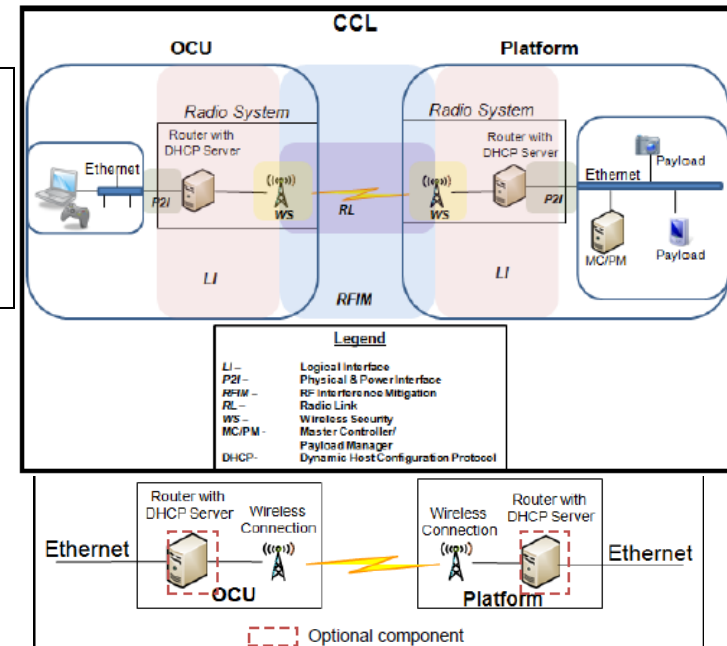 CCL
OCU
Platform
Radio System
Radio System
Router with
DHCP Server
Router with
DHCP Server
Ethernet
Ethernet
Payload
P2I
((o))
WS
RL
((o))
WS
P2I
MC/PM
Payload
LI
LI
RFIM
Legend
LI – Logical Interface
P2I – Physical & Power Interface
RFIM – RF Interference Mitigation
RL – Radio Link
WS – Wireless Security
MC/PM - Master Controller/
Payload Manager
DHCP- Dynamic Host Configuration Protocol
Router with
DHCP Server
Wireless
Connection
Wireless
Connection
Router with
DHCP Server
Ethernet
((o))
((o))
Ethernet
OCU
Platform
Optional component